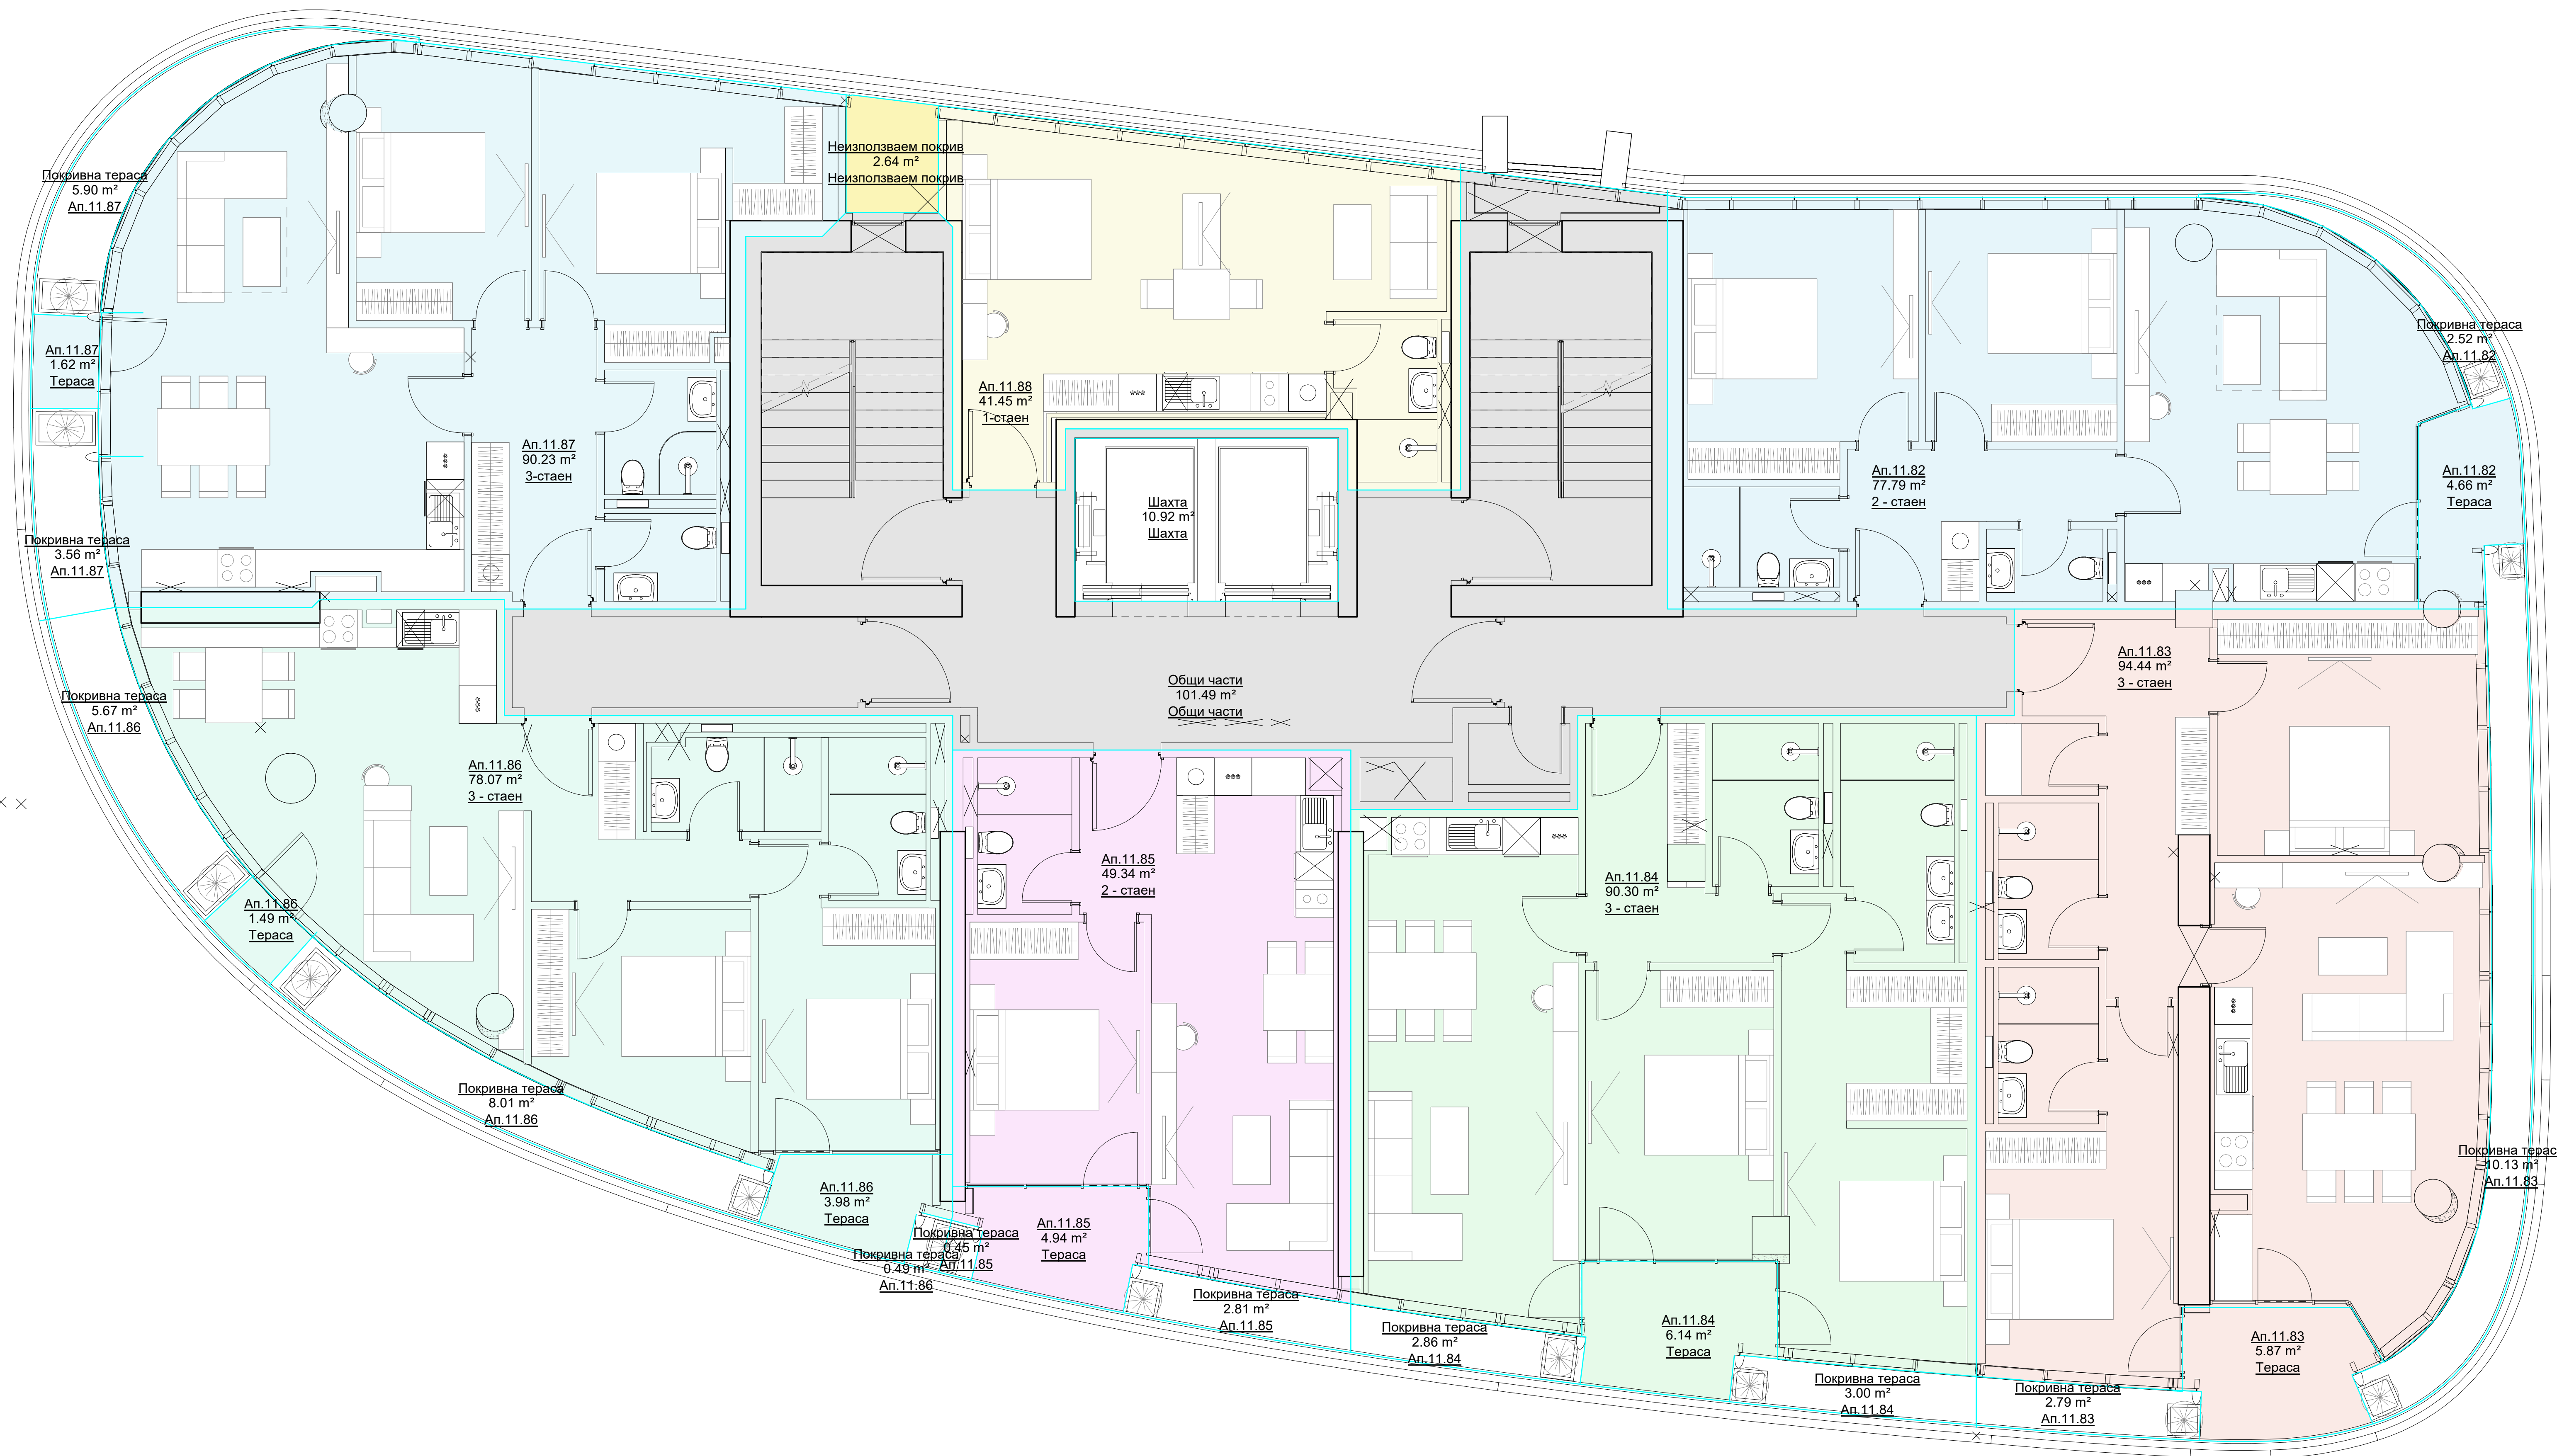 Неизползваем покрив
2.64 m²
Неизползваем покрив
Покривна тераса
5.90 m²
Ап.11.87
Ап.11.87
1.62 m²
Тераса
Ап.11.87
90.23 m²
3-стаен
Покривна тераса
3.56 m²
Ап.11.87
Ап.11.88
41.45 m²
1-стаен
Шахта
10.92 m²
Шахта
Покривна тераса
2.52 m²
Ап.11.82
Ап.11.82
77.79 m²
2 - стаен
Ап.11.82
4.66 m²
Тераса
Ап.11.83
94.44 m²
3 - стаен
Общи части
101.49 m²
Общи части
Покривна тераса
5.67 m²
Ап.11.86
Ап.11.86
78.07 m²
3 - стаен
Ап.11.86
1.49 m²
Тераса
Ап.11.85
49.34 m²
2 - стаен
Ап.11.84
90.30 m²
3 - стаен
Покривна тераса
8.01 m²
Ап.11.86
Ап.11.86
3.98 m²
Тераса
Покривна тераса
0.45 m²
Ап.11.85
Покривна тераса
0.49 m²
Ап.11.86
Ап.11.85
4.94 m²
Тераса
Покривна тераса
2.81 m²
Ап.11.85
Покривна тераса
2.86 m²
Ап.11.84
Ап.11.84
6.14 m²
Тераса
Покривна тераса
3.00 m²
Ап.11.84
Покривна тераса
2.79 m²
Ап.11.83
Ап.11.83
5.87 m²
Тераса
Покривна терас
10.13 m²
Ап.11.83